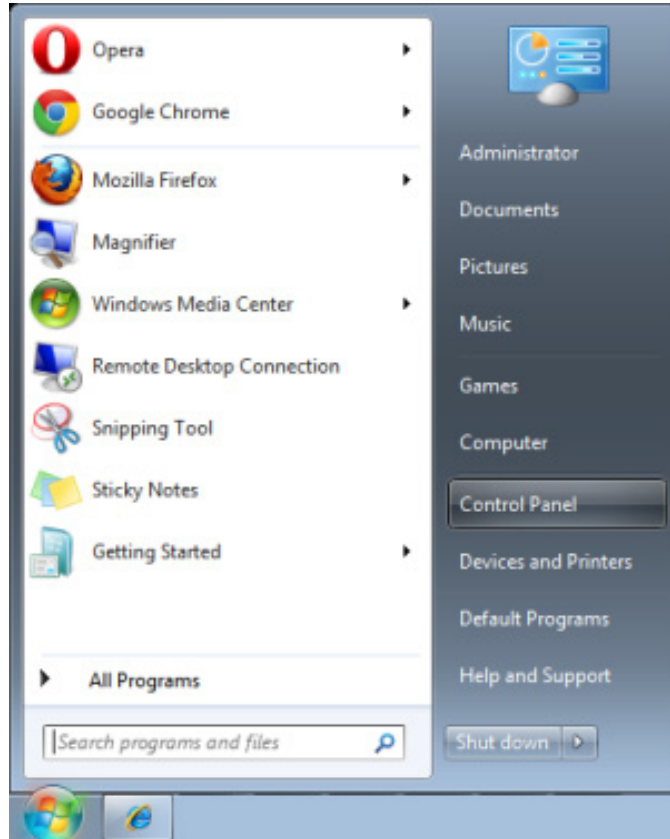 Opera
Google Chrome
Mozilla Firefox
Magnifier
Windows Media Center
Remote Desktop Connection
Snipping Tool
Sticky Notes
Getting Started
All Programs
Search programs and files
Administrator
Documents
Pictures
Music
Games
Computer
Control Panel
Devices and Printers
Default Programs
Help and Support
Shut down